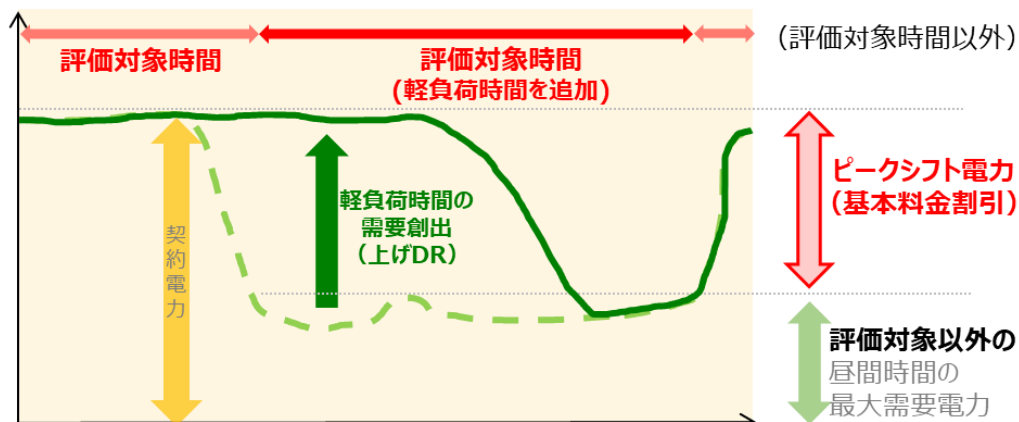 評価対象時間
評価対象時間
(軽負荷時間を追加)
（評価対象時間以外）
契約電力
軽負荷時間の
需要創出
（上げDR）
ピークシフト電力
（基本料金割引）
評価対象以外の
昼間時間の
最大需要電力